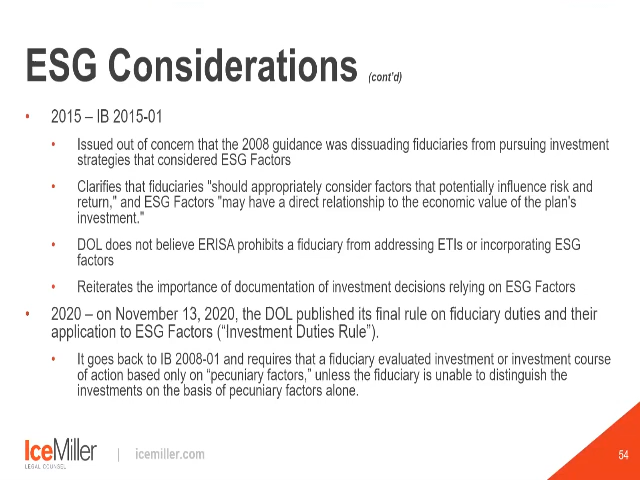 ESG Considerations (cont'd)
• 2015 – IB 2015-01
• Issued out of concern that the 2008 guidance was dissuading fiduciaries from pursuing investment
strategies that considered ESG Factors
• Clarifies that fiduciaries "should appropriately consider factors that potentially influence risk and
return," and ESG Factors "may have a direct relationship to the economic value of the plan's
investment."
• DOL does not believe ERISA prohibits a fiduciary from addressing ETIs or incorporating ESG
factors
• Reiterates the importance of documentation of investment decisions relying on ESG Factors
• 2020 – on November 13, 2020, the DOL published its final rule on fiduciary duties and their
application to ESG Factors (“Investment Duties Rule”).
• It goes back to IB 2008-01 and requires that a fiduciary evaluated investment or investment course
of action based only on “pecuniary factors,” unless the fiduciary is unable to distinguish the
investments on the basis of pecuniary factors alone.
IceMiller
LEGAL COUNSEL
| icemiller.com
54